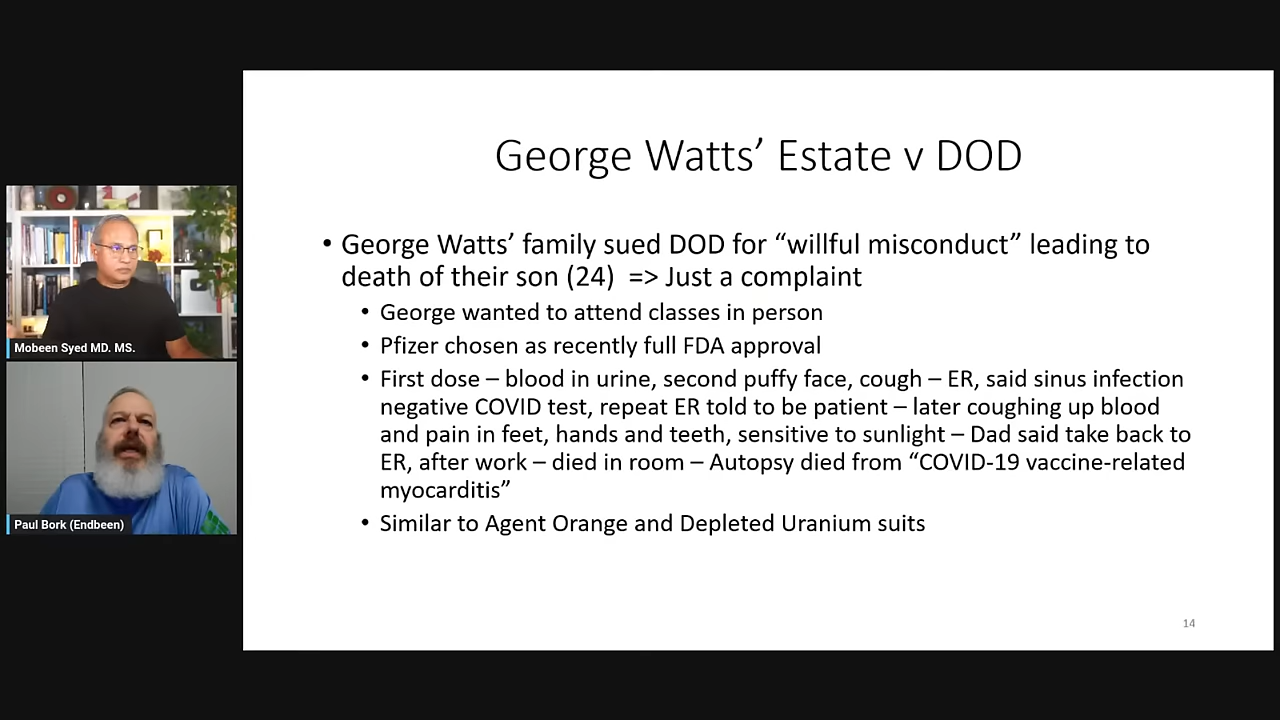 George Watts’ Estate v DOD
• George Watts’ family sued DOD for “willful misconduct” leading to
death of their son (24) => Just a complaint
• George wanted to attend classes in person
• Pfizer chosen as recently full FDA approval
• First dose – blood in urine, second puffy face, cough – ER, said sinus infection
negative COVID test, repeat ER told to be patient – later coughing up blood
and pain in feet, hands and teeth, sensitive to sunlight – Dad said take back to
ER, after work – died in room – Autopsy died from “COVID-19 vaccine-related
myocarditis”
• Similar to Agent Orange and Depleted Uranium suits
14
Mobeen Syed MD. MS.
Paul Bork (Endbeen)